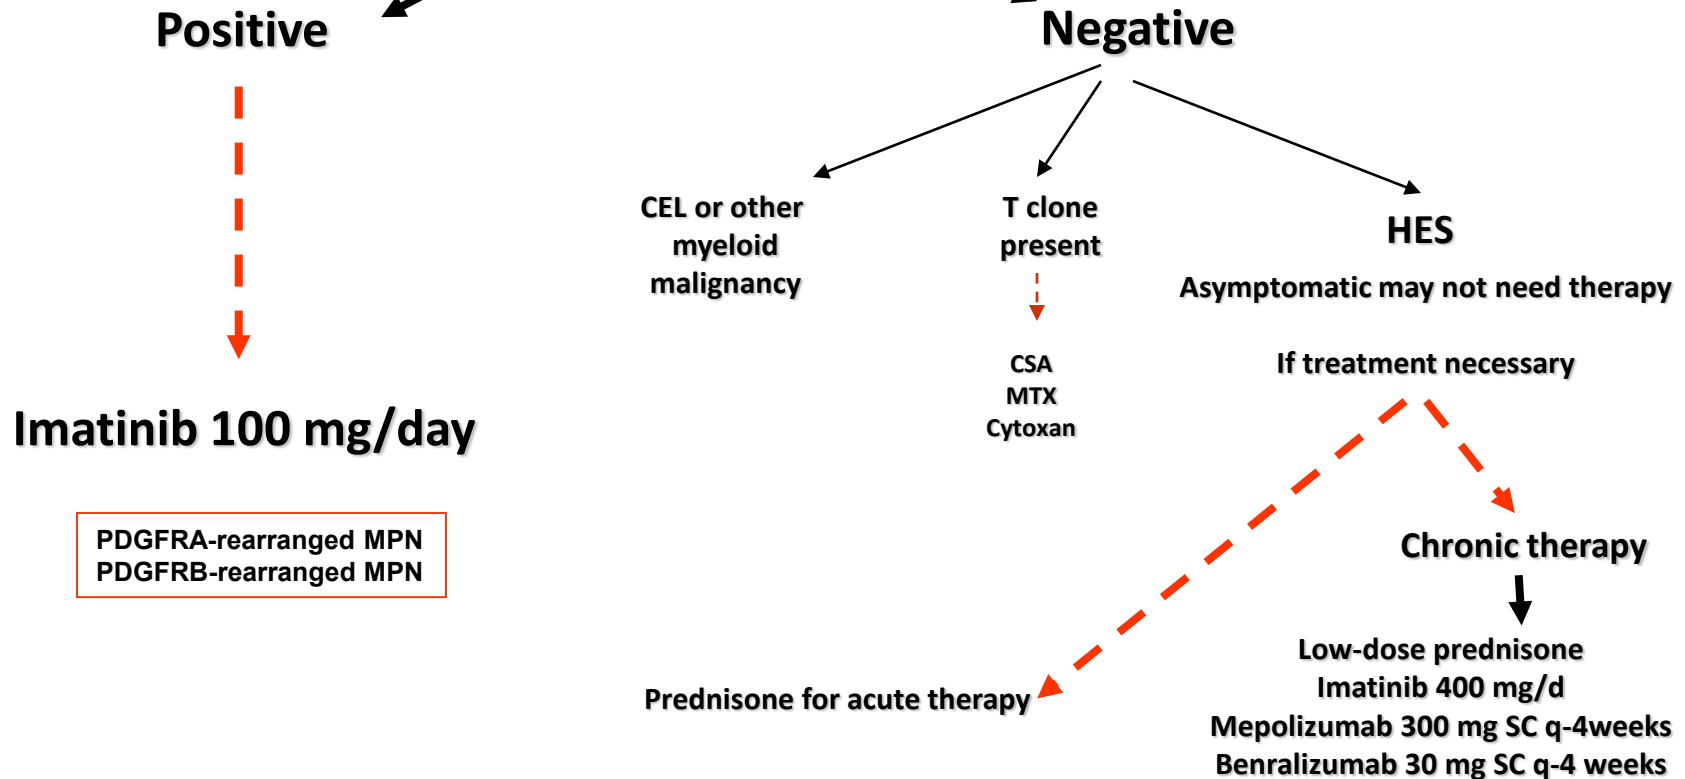 Positive
Negative
CEL or other
myeloid
malignancy
T clone
present
HES
Asymptomatic may not need therapy
CSA
MTX
Cytoxan
If treatment necessary
Imatinib 100 mg/day
PDGFRA-rearranged MPN
PDGFRB-rearranged MPN
Chronic therapy
Prednisone for acute therapy
Low-dose prednisone
Imatinib 400 mg/d
Mepolizumab 300 mg SC q-4weeks
Benralizumab 30 mg SC q-4 weeks